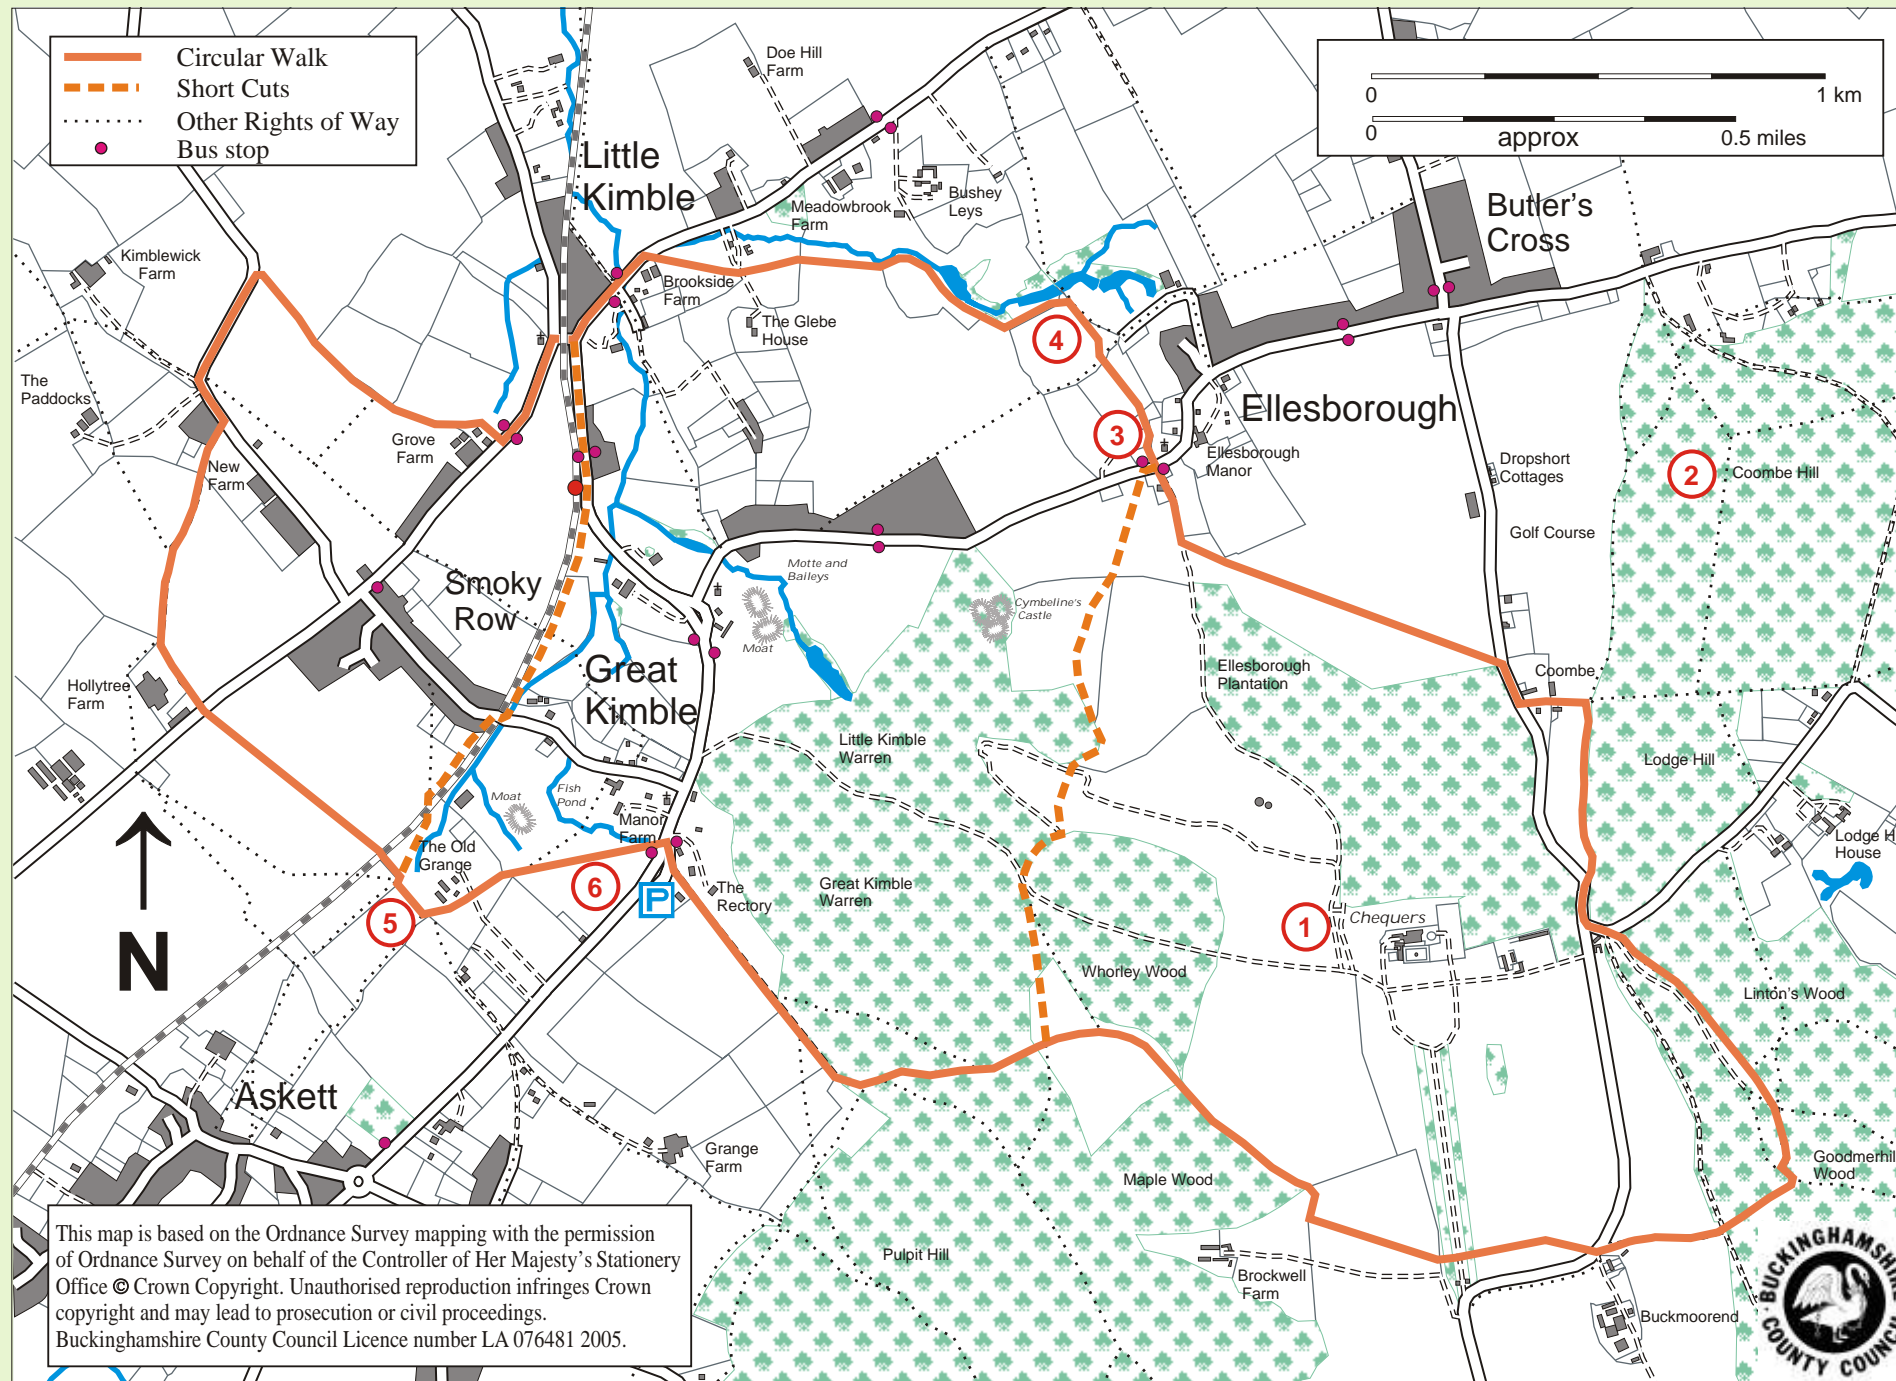 Circular Walk
Short Cuts
Other Rights of Way
Bus stop
0
1 km
0
approx
0.5 miles
Doe Hill
Farm
Little
Kimble
Meadowbrook
Farm
Bushey
Leys
Butler's
Cross
Kimblewick
Farm
Brookside
Farm
The Glebe
House
4
The
Paddocks
Grove
Farm
New
Farm
3
Ellesborough
Ellesborough
Manor
Dropshort
Cottages
2
Coombe Hill
Golf Course
Smoky
Row
Motte and
Baileys
Moat
Cymbeline's
Castle
Great
Kimble
Hollytree
Farm
Ellesborough
Plantation
Coombe
Little Kimble
Warren
Lodge Hill
Moat
Fish
Pond
Manor
Farm
The Old
Grange
Lodge H
House
N
5
6
P
The
Rectory
Great Kimble
Warren
1
Chequers
Whorley Wood
Linton's Wood
Askett
Grange
Farm
Maple Wood
Goodmerhill
Wood
Pulpit Hill
Brockwell
Farm
Buckmoorend
This map is based on the Ordnance Survey mapping with the permission
of Ordnance Survey on behalf of the Controller of Her Majesty's Stationery
Office © Crown Copyright. Unauthorised reproduction infringes Crown
copyright and may lead to prosecution or civil proceedings.
Buckinghamshire County Council Licence number LA 076481 2005.
BUCKINGHAMSHIRE
COUNTY COUNCIL